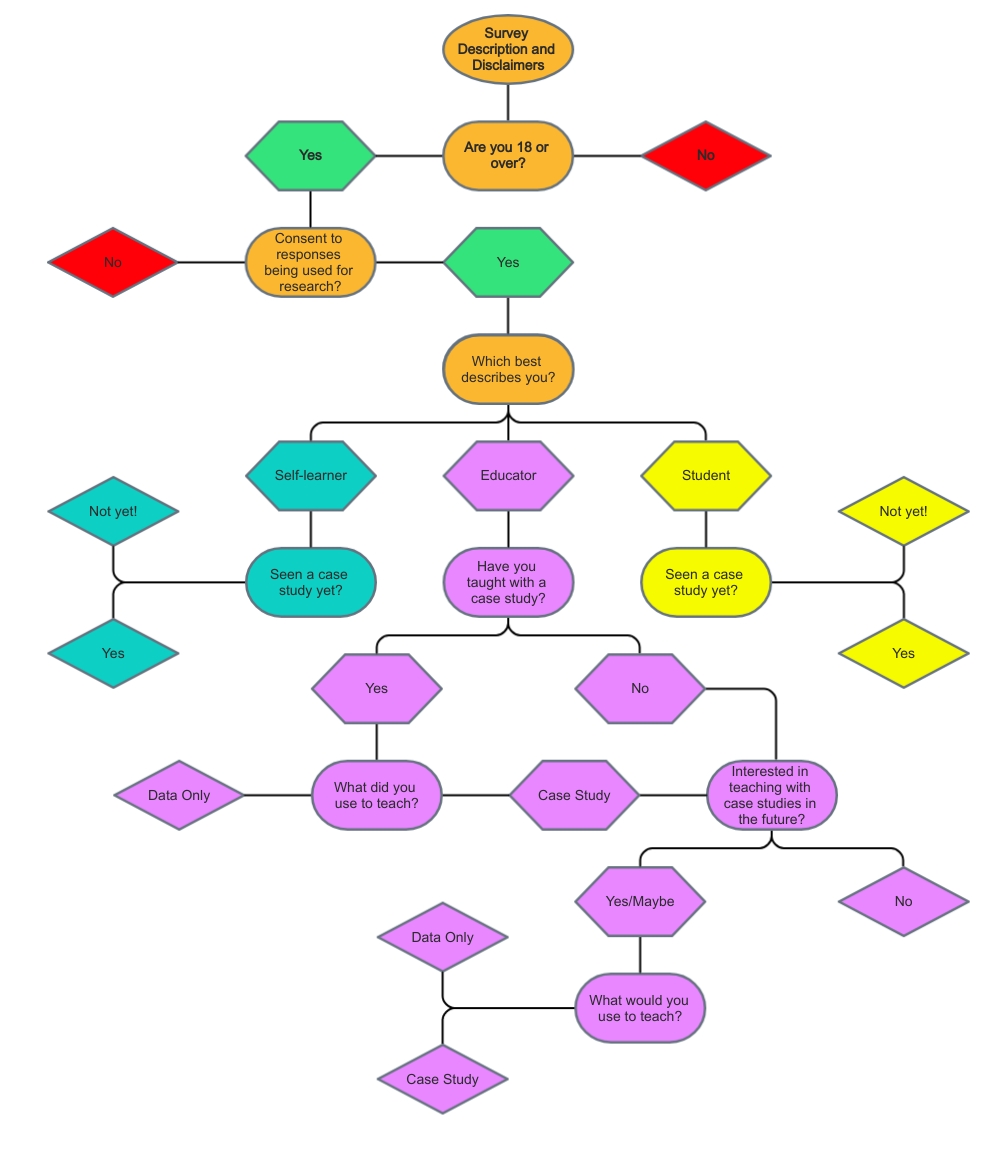 Survey
Description and
Disclaimers
Yes
Are you 18 or
over?
No
No
Consent to
responses
being used for
research?
Yes
Which best
describes you?
Self-learner
Educator
Student
Not yet!
Not yet!
Seen a case
study yet?
Have you
taught with a
case study?
Seen a case
study yet?
Yes
Yes
Yes
No
Data Only
What did you
use to teach?
Case Study
Interested in
teaching with
case studies in
the future?
Yes/Maybe
No
Data Only
What would you
use to teach?
Case Study